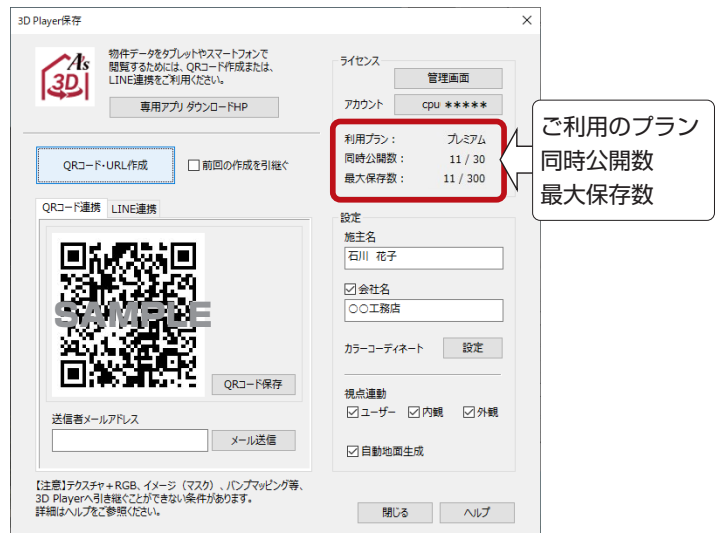 3D Player保存
A's
3D
物件データをタブレットやスマートフォンで
閲覧するためには、QRコード作成または、
LINE連携をご利用ください。
専用アプリ ダウンロードHP
QRコード・URL作成
前回の作成を引継ぐ
QRコード連携
LINE連携
SAMPLE
QRコード保存
送信者メールアドレス
メール送信
【注意】テクスチャ+RGB、イメージ（マスク）、バンプマッピング等、
3D Playerへ引き継ぐことができない条件があります。
詳細はヘルプをご参照ください。
ライセンス
管理画面
アカウント
cpu *****
利用プラン： プレミアム
同時公開数： 11 / 30
最大保存数： 11 / 300
設定
施主名
石川 花子
会社名
○○工務店
カラーコーディネート
設定
視点連動
ユーザー 内観 外観
自動地面生成
閉じる
ヘルプ
ご利用のプラン
同時公開数
最大保存数